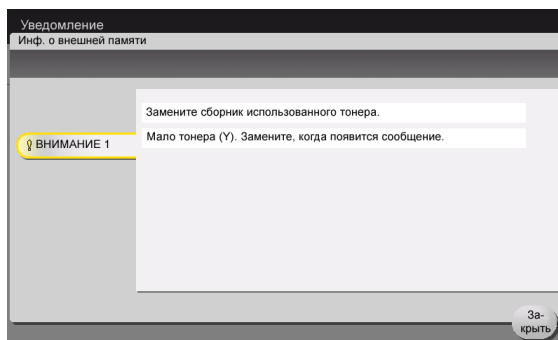 Уведомление
Инф. о внешней памяти
Замените сборник использованного тонера.
Мало тонера (Y). Замените, когда появится сообщение.
ВНИМАНИЕ 1
За-
крыть